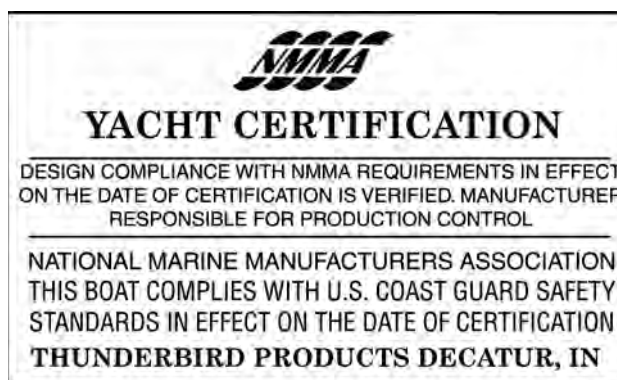 NMMA
YACHT CERTIFICATION
DESIGN COMPLIANCE WITH NMMA REQUIREMENTS IN EFFECT
ON THE DATE OF CERTIFICATION IS VERIFIED. MANUFACTURER
RESPONSIBLE FOR PRODUCTION CONTROL
NATIONAL MARINE MANUFACTURERS ASSOCIATION
THIS BOAT COMPLIES WITH U.S. COAST GUARD SAFETY
STANDARDS IN EFFECT ON THE DATE OF CERTIFICATION
THUNDERBIRD PRODUCTS DECATUR, IN